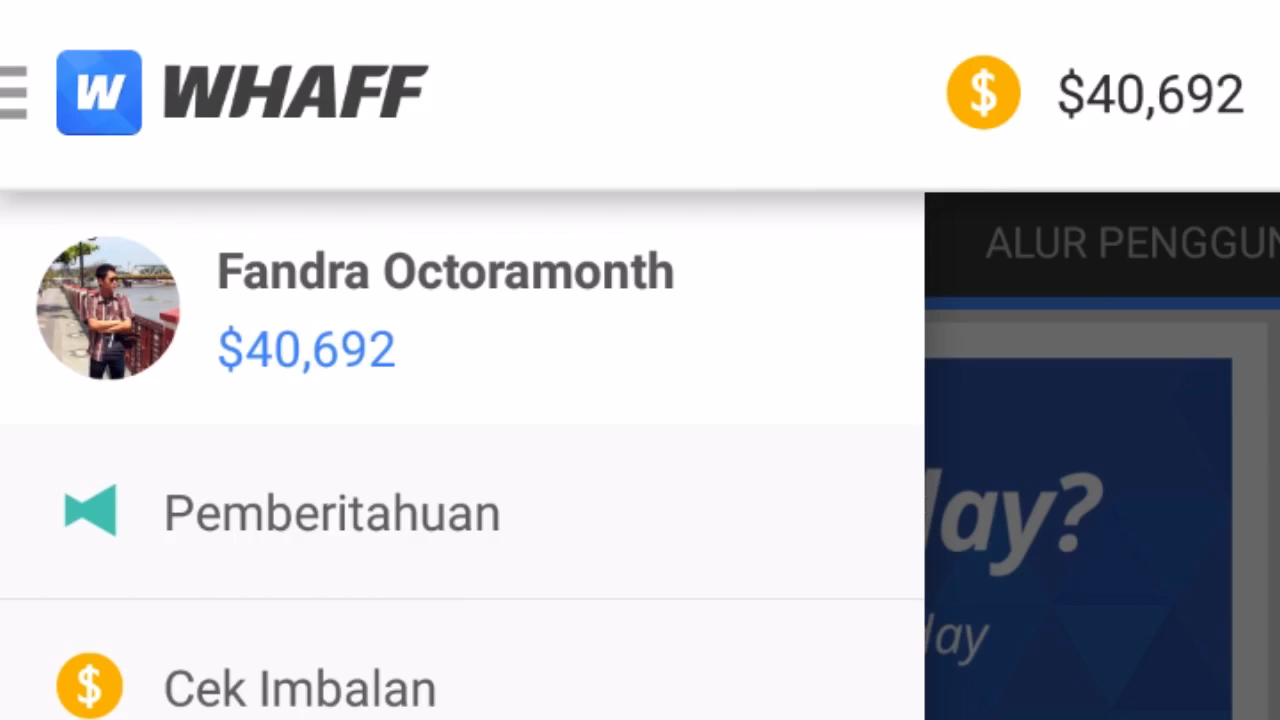 W WHAFF
$ $40,692
Fandra Octoramonth
$40,692
ALUR PENGGUN
Pemberitahuan
lay?
lay
$ Cek Imbalan